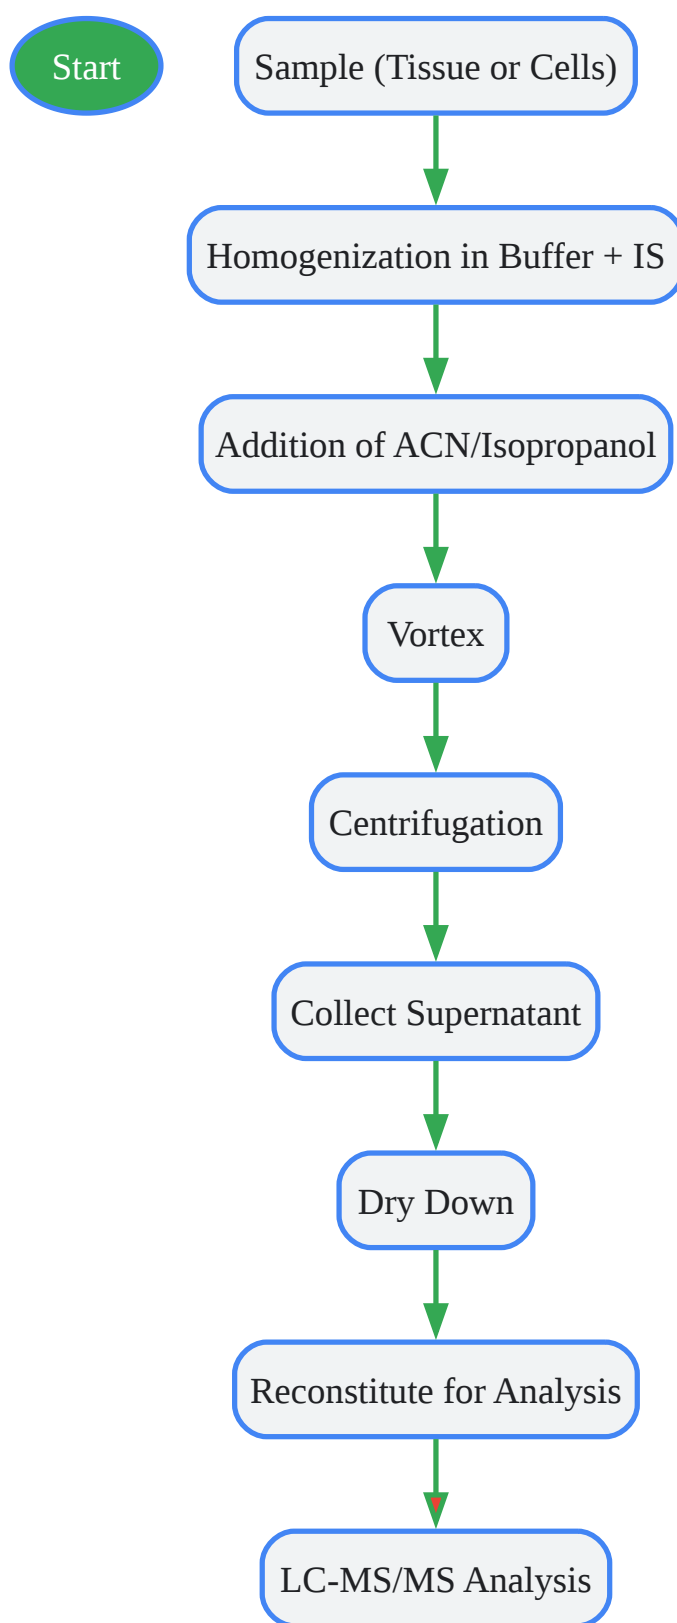 Start
Sample (Tissue or Cells)
Homogenization in Buffer + IS
Addition of ACN/Isopropanol
Vortex
Centrifugation
Collect Supernatant
Dry Down
Reconstitute for Analysis
LC-MS/MS Analysis